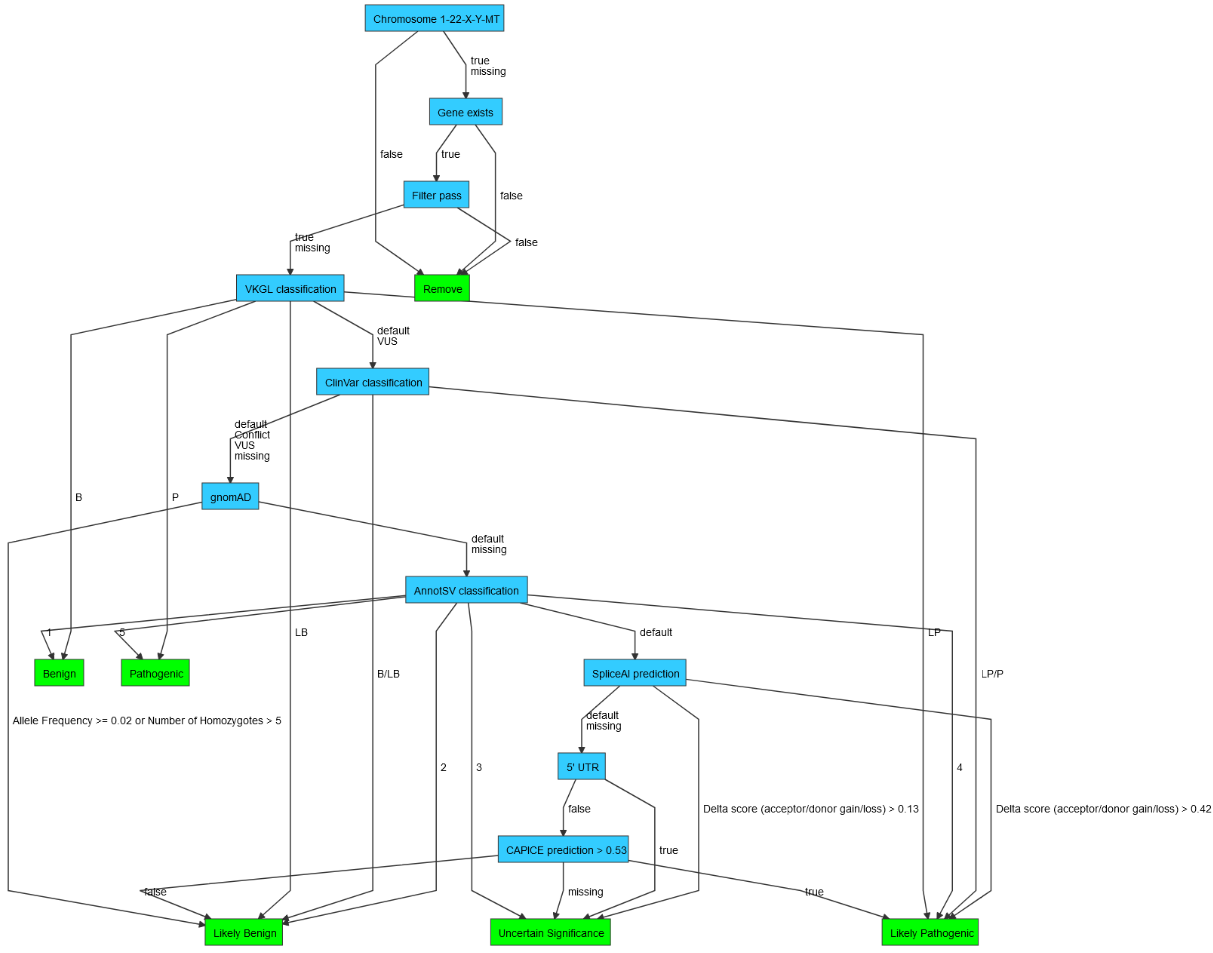 Chromosome 1-22-X-Y-MT
true
missing
Gene exists
false
true
Filter pass
false
true
missing
false
VKGL classification
Remove
default
VUS
ClinVar classification
default
Conflict
VUS
missing
B
P
gnomAD
default
missing
AnnotSV classification
1
5
LB
default
LP
Benign
Pathogenic
B/LB
SpliceAI prediction
LP/P
Allele Frequency >= 0.02 or Number of Homozygotes > 5
default
missing
2
3
5' UTR
4
false
Delta score (acceptor/donor gain/loss) > 0.13
Delta score (acceptor/donor gain/loss) > 0.42
CAPICE prediction > 0.53
true
false
missing
true
Likely Benign
Uncertain Significance
Likely Pathogenic